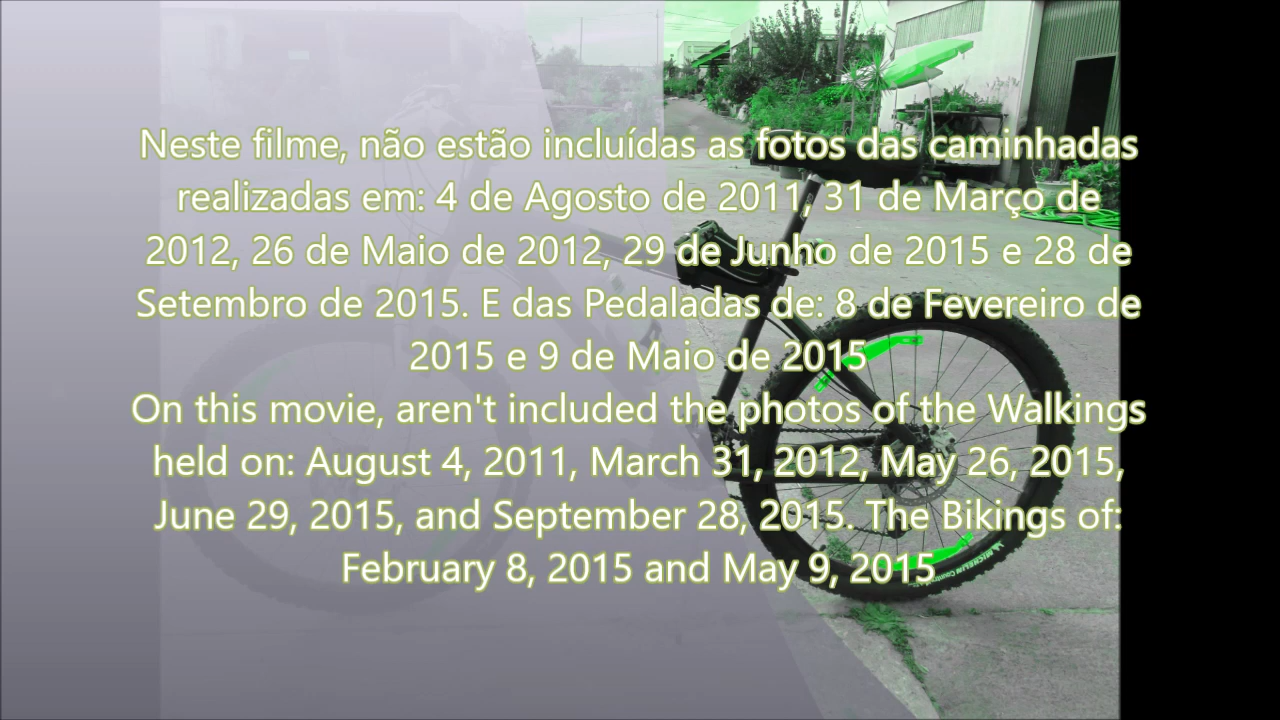 Neste filme, não estão incluídas as fotos das caminhadas
realizadas em: 4 de Agosto de 2011, 31 de Março de
2012, 26 de Maio de 2012, 29 de Junho de 2015 e 28 de
Setembro de 2015. E das Pedaladas de: 8 de Fevereiro de
2015 e 9 de Maio de 2015
On this movie, aren't included the photos of the Walkings
held on: August 4, 2011, March 31, 2012, May 26, 2015,
June 29, 2015, and September 28, 2015. The Bikings of:
February 8, 2015 and May 9, 2015
MICHELIN